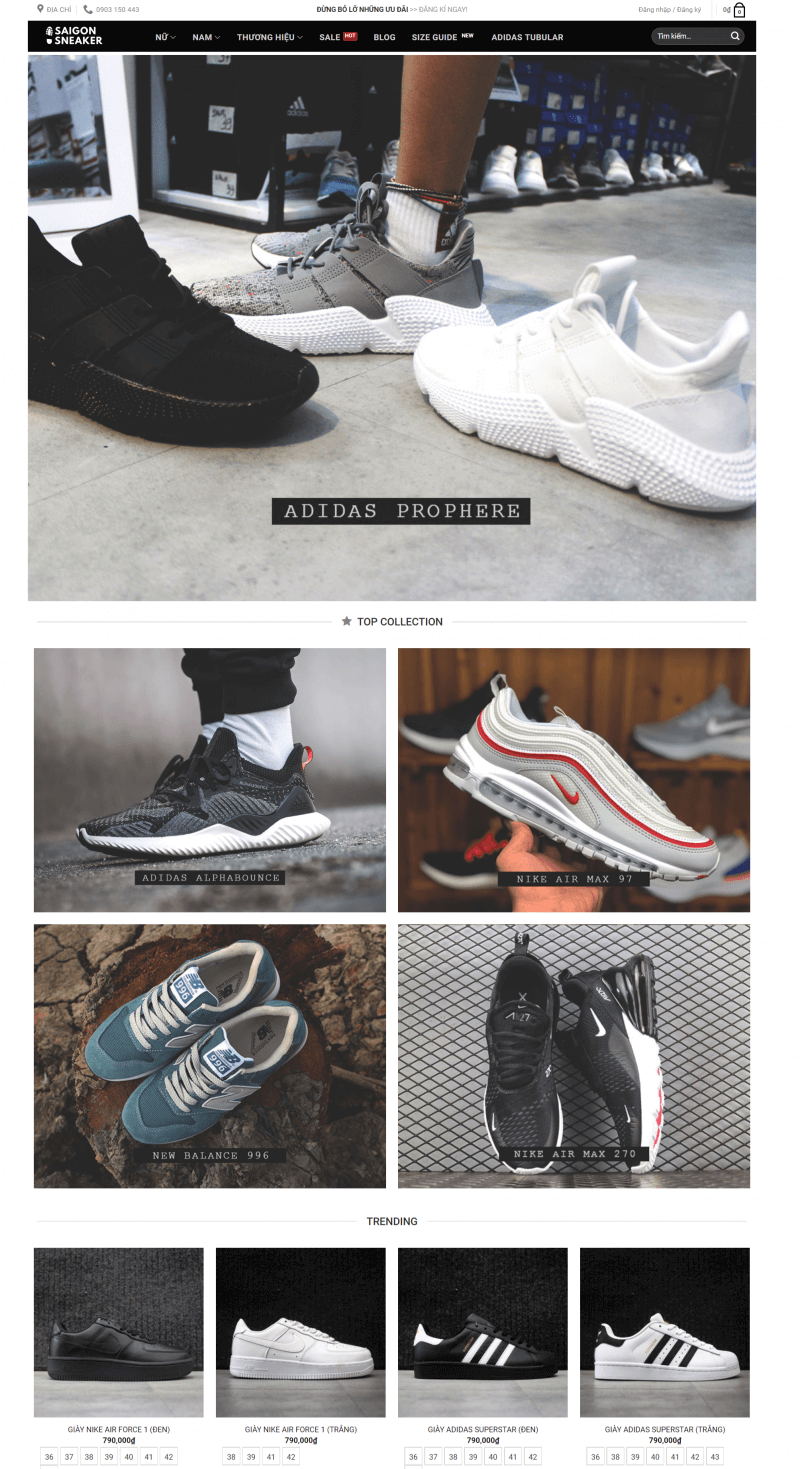 ĐỊA CHỈ
0903 150 443
ĐỪNG BỎ LỠ NHỮNG ƯU ĐÃI >> ĐĂNG KÍ NGAY!
Đăng nhập / Đăng ký
0₫
0
SAIGON
SNEAKER
NỮ
NAM
THƯƠNG HIỆU
SALE HOT
BLOG
SIZE GUIDE NEW
ADIDAS TUBULAR
Tìm kiếm...
adidas
ADIDAS PROPHERE
TOP COLLECTION
ADIDAS ALPHABOUNCE
NIKE AIR MAX 97
996
996
NEW BALANCE 996
NIKE AIR MAX 270
TRENDING
GIÀY NIKE AIR FORCE 1 (ĐEN)
790,000₫
36 37 38 39 40 41 42
GIÀY NIKE AIR FORCE 1 (TRẮNG)
790,000₫
38 39 41 42
GIÀY ADIDAS SUPERSTAR (ĐEN)
790,000₫
36 37 38 39 40 41 42
GIÀY ADIDAS SUPERSTAR (TRẮNG)
790,000₫
36 38 39 40 41 42 43